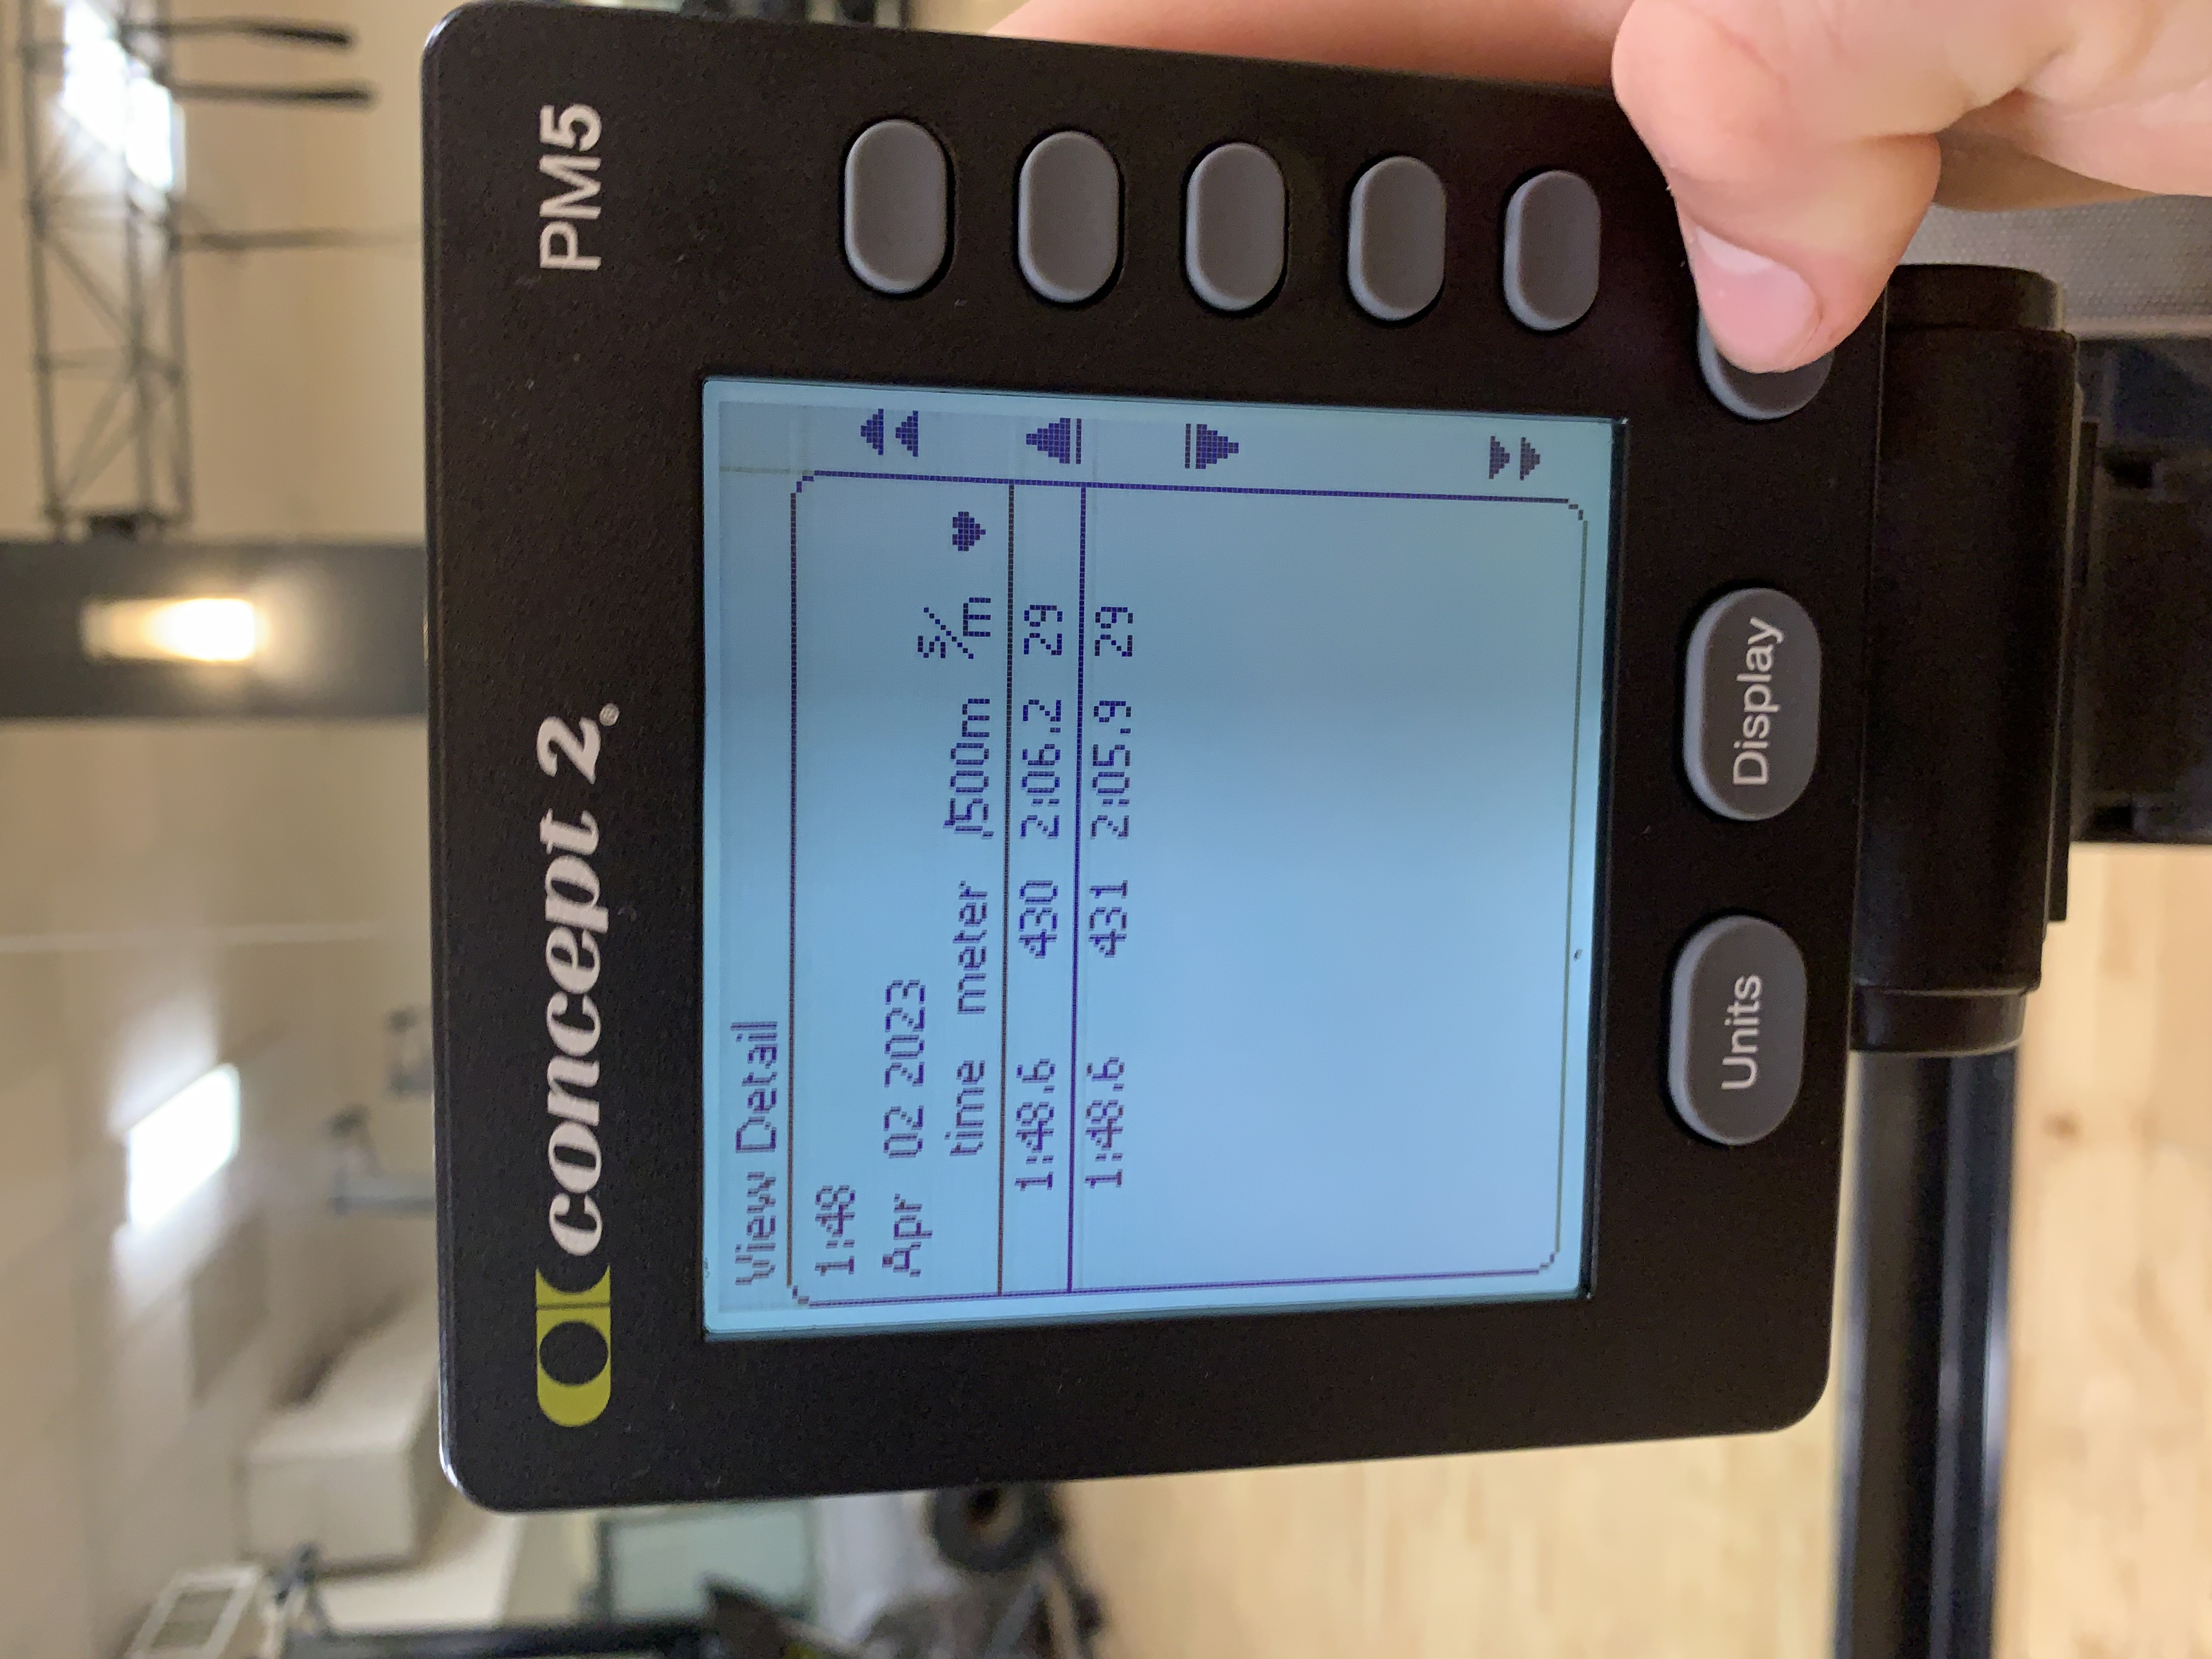 concept 2®
PM5
View Detail
1:48
Apr 02 2023
time meter /500m s/m ♥
1:48.6 430 2:06.2 29
1:48.6 431 2:05.9 29
Units
Display